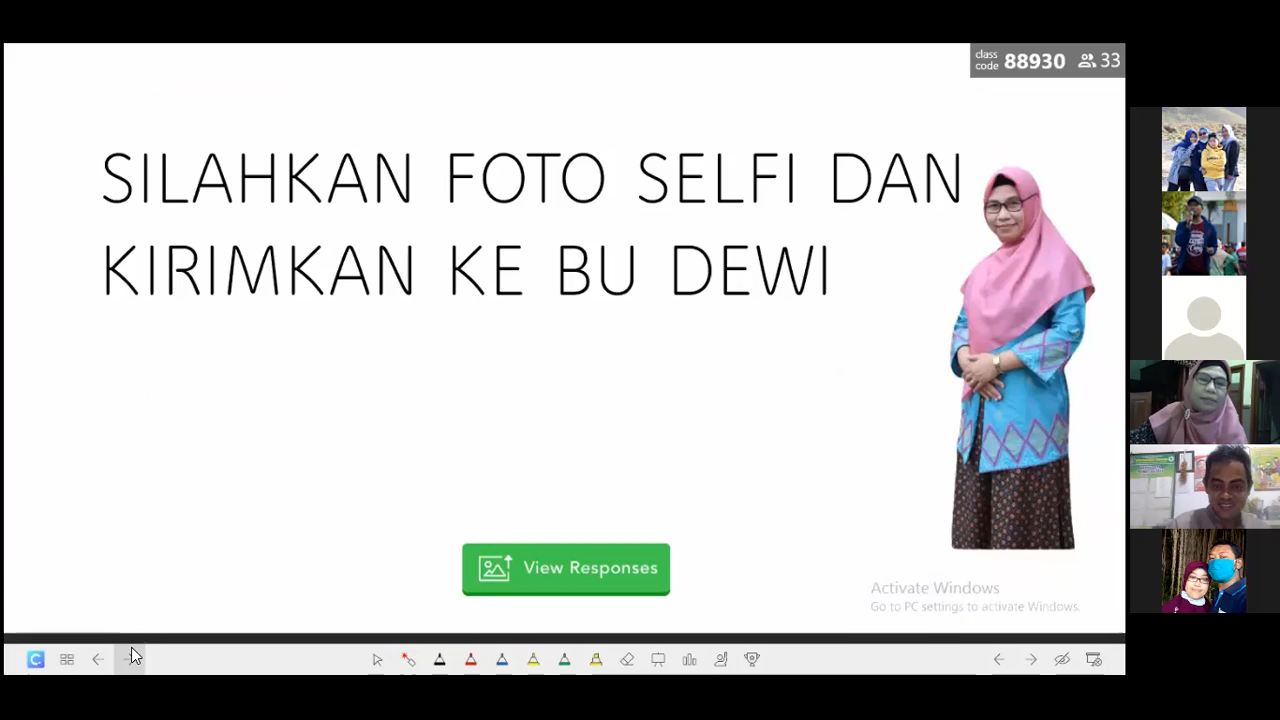 class code 88930 33
SILAHKAN FOTO SELFI DAN
KIRIMKAN KE BU DEWI
View Responses
Activate Windows
Go to PC settings to activate Windows.